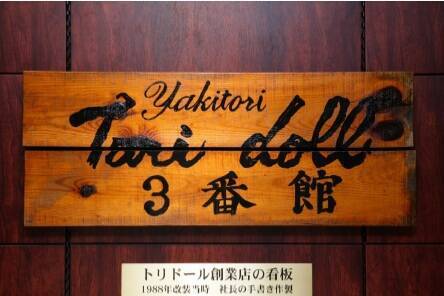 Yakitori
Tori doll
3番館
トリドール創業店の看板
1988年改装当時 社長の手書き作製